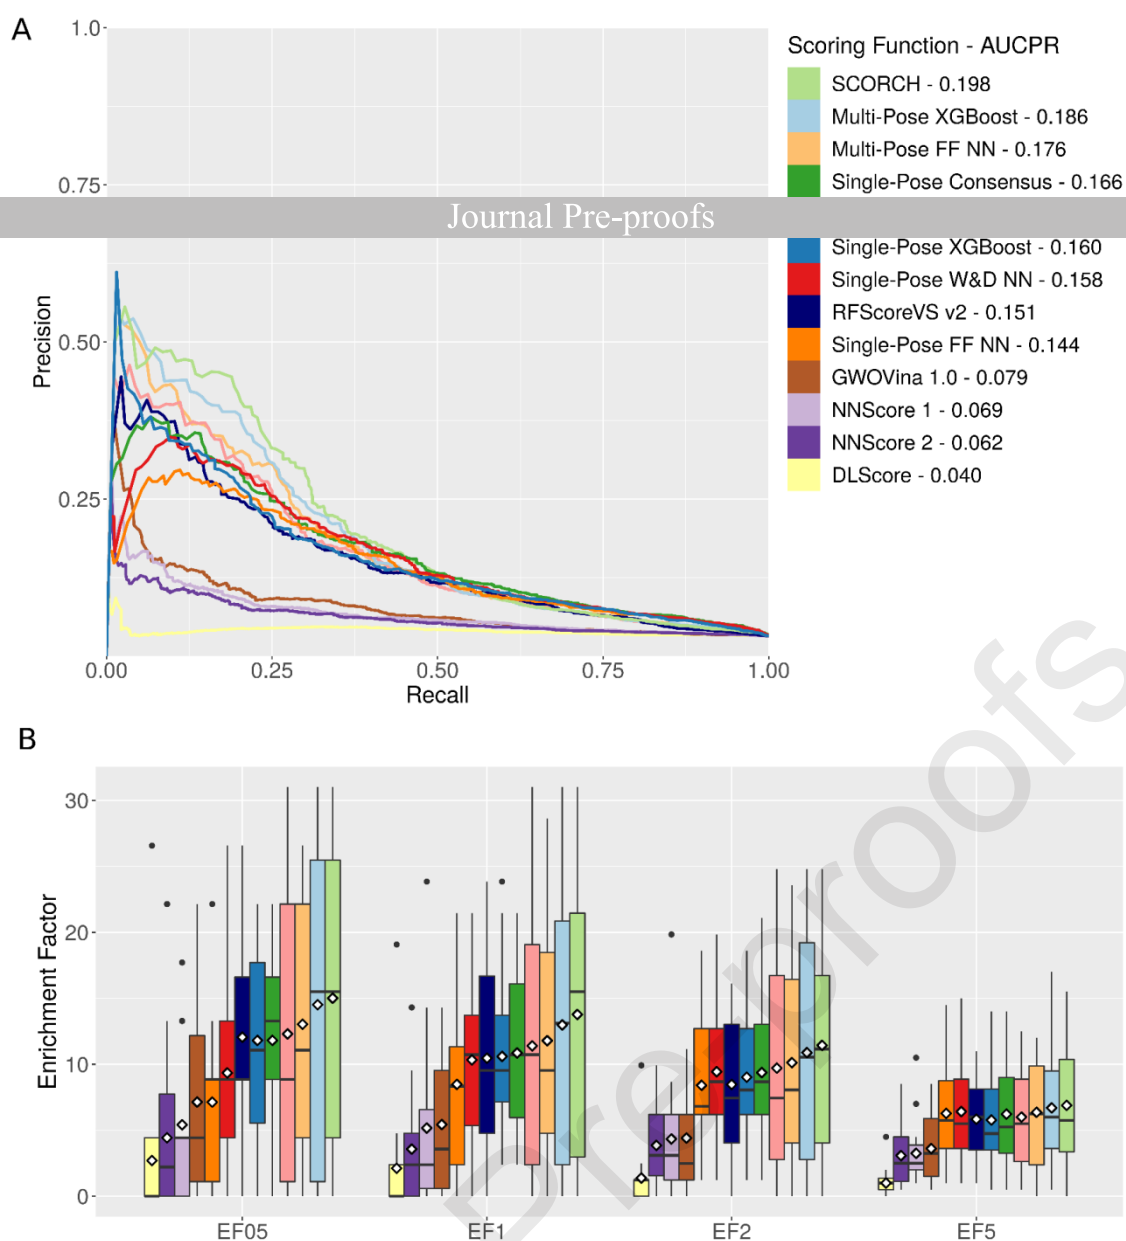 A
1.0
0.75
0.50
0.25
Precision
0.00
0.25
0.50
0.75
1.00
Recall
Scoring Function - AUCPR
SCORCH - 0.198
Multi-Pose XGBoost - 0.186
Multi-Pose FF NN - 0.176
Single-Pose Consensus - 0.166
Journal Pre-proofs
Single-Pose XGBoost - 0.160
Single-Pose W&D NN - 0.158
RFScoreVS v2 - 0.151
Single-Pose FF NN - 0.144
GWOVina 1.0 - 0.079
NNScore 1 - 0.069
NNScore 2 - 0.062
DLScore - 0.040
B
30
20
10
0
Enrichment Factor
EF05
EF1
EF2
EF5
Pre-proofs